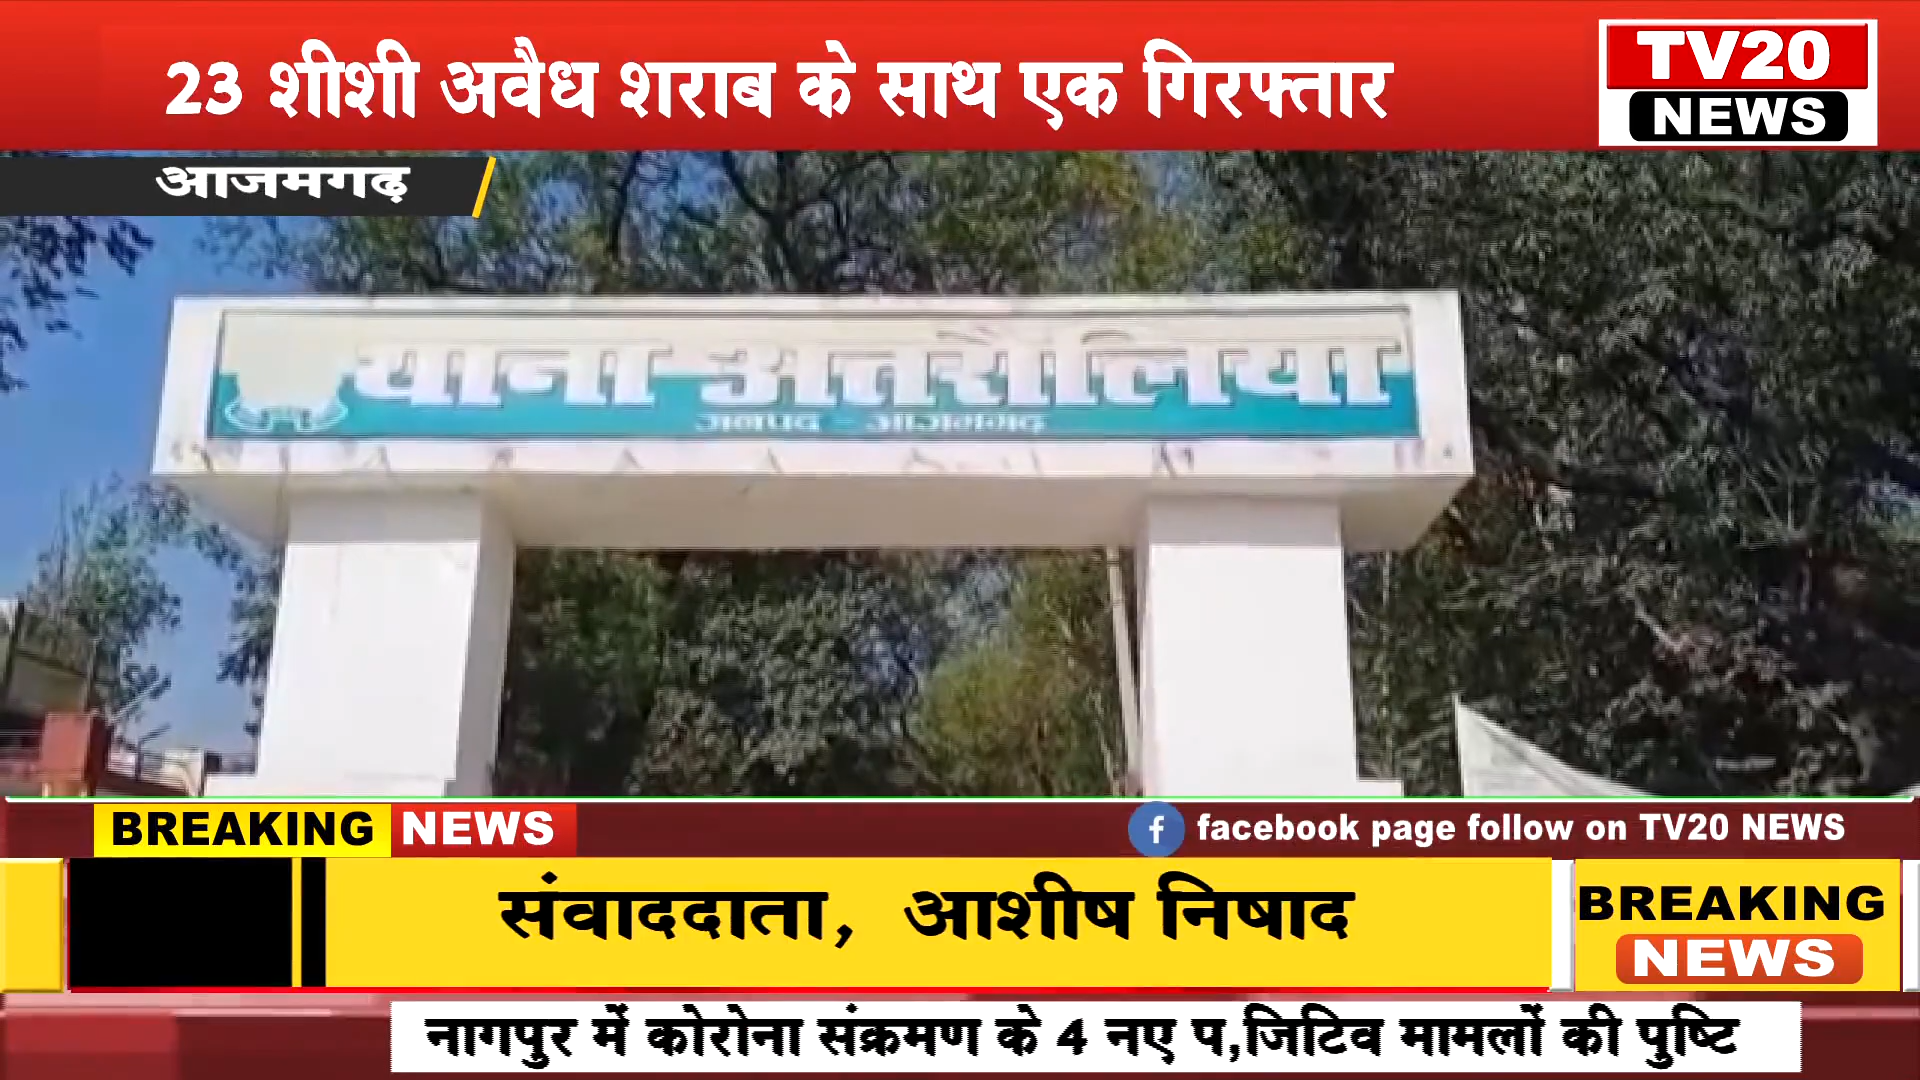 23 शीशी अवैध शराब के साथ एक गिरफ्तार
TV20
NEWS
आजमगढ़
थाना-अतरौलिया
जनपद - आजमगढ़
BREAKING NEWS
facebook page follow on TV20 NEWS
संवाददाता, आशीष निषाद
BREAKING
NEWS
नागपुर में कोरोना संक्रमण के 4 नए प,जिटिव मामलों की पुष्टि